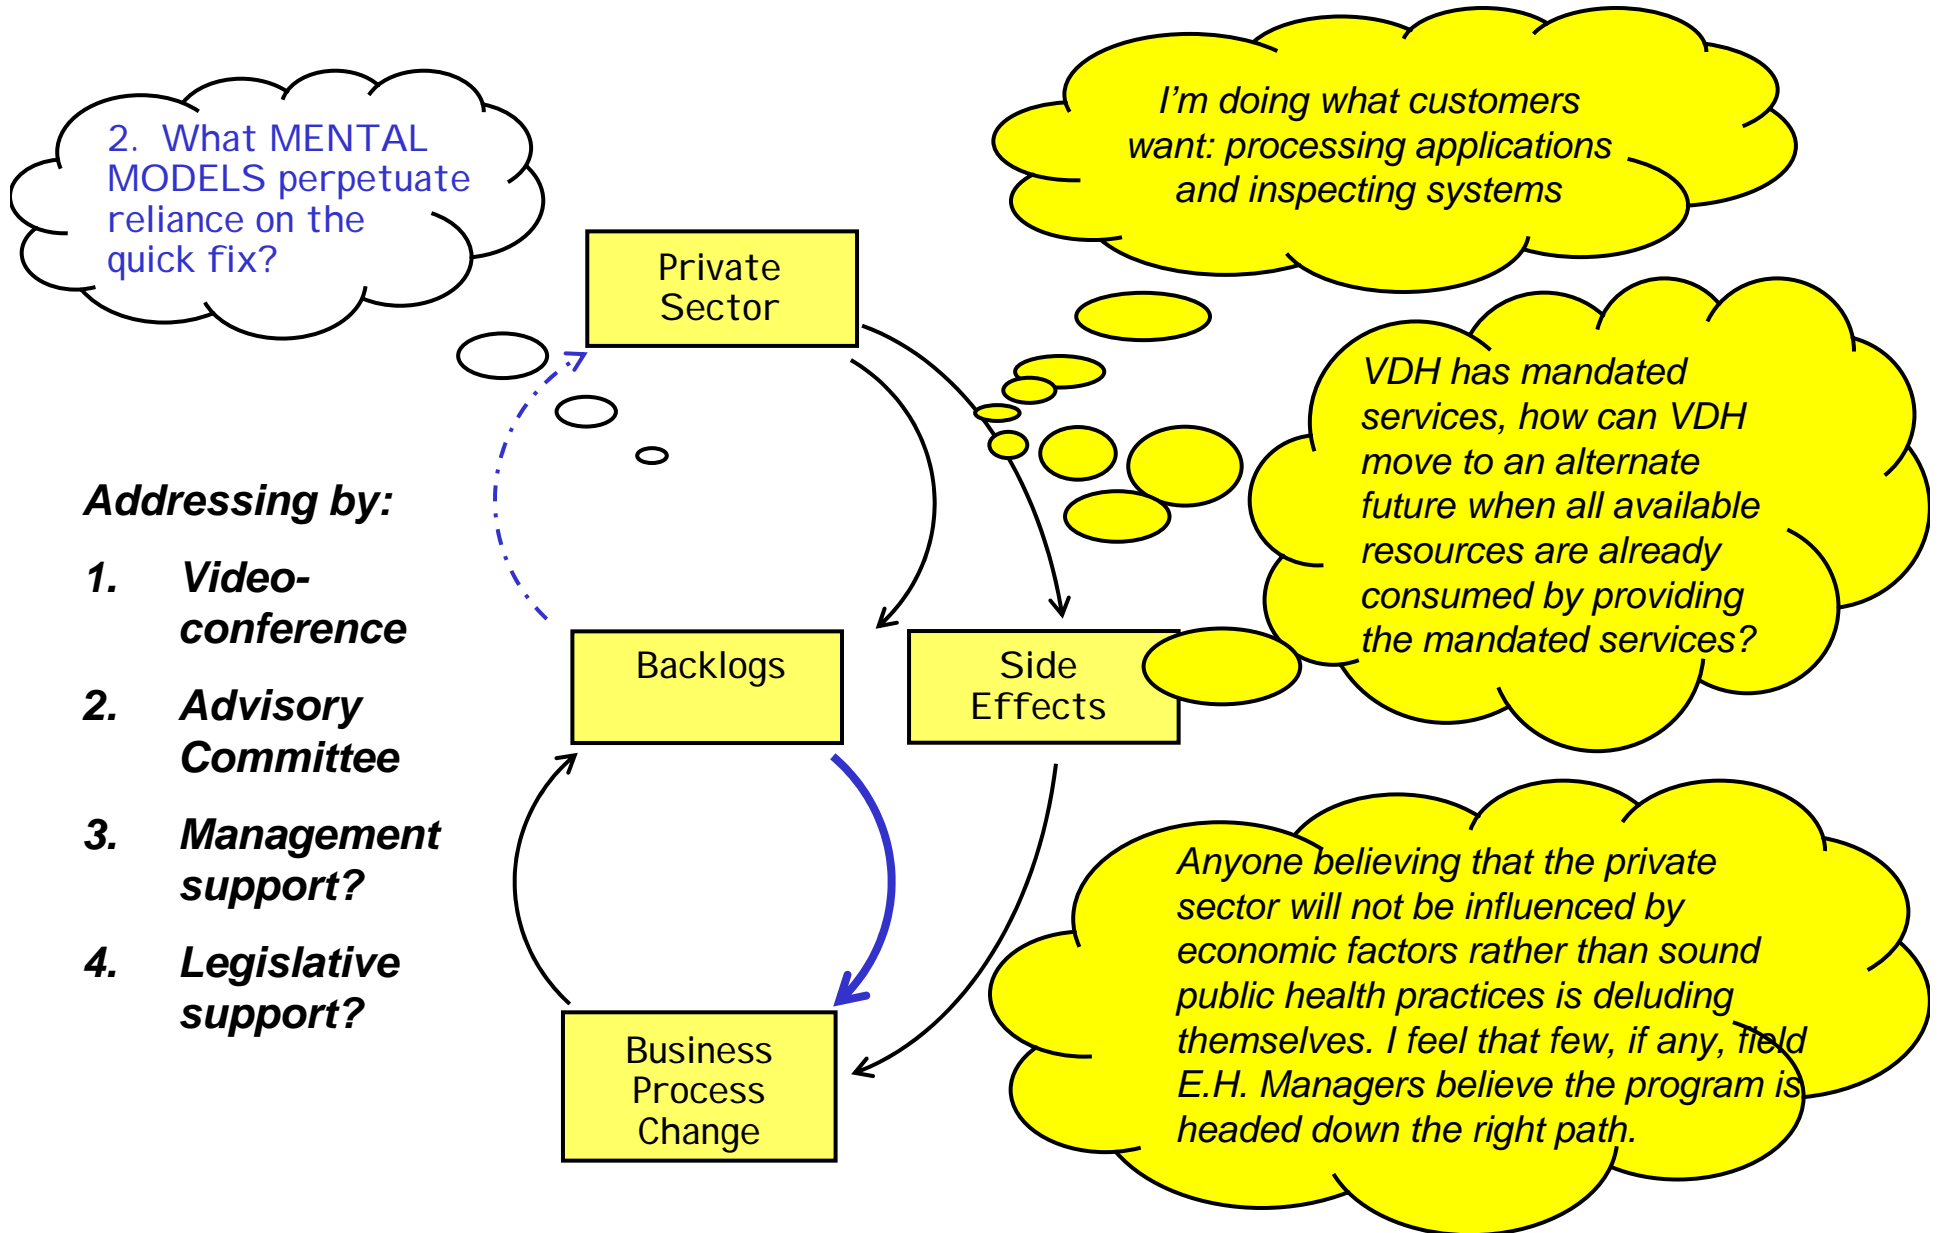 2. What MENTAL
MODELS perpetuate
reliance on the
quick fix?
I’m doing what customers
want: processing applications
and inspecting systems
Private
Sector
VDH has mandated
services, how can VDH
move to an alternate
future when all available
resources are already
consumed by providing
the mandated services?
Addressing by:
1. Video-
conference
2. Advisory
Committee
3. Management
support?
4. Legislative
support?
Backlogs
Side
Effects
Business
Process
Change
Anyone believing that the private
sector will not be influenced by
economic factors rather than sound
public health practices is deluding
themselves. I feel that few, if any, field
E.H. Managers believe the program is
headed down the right path.